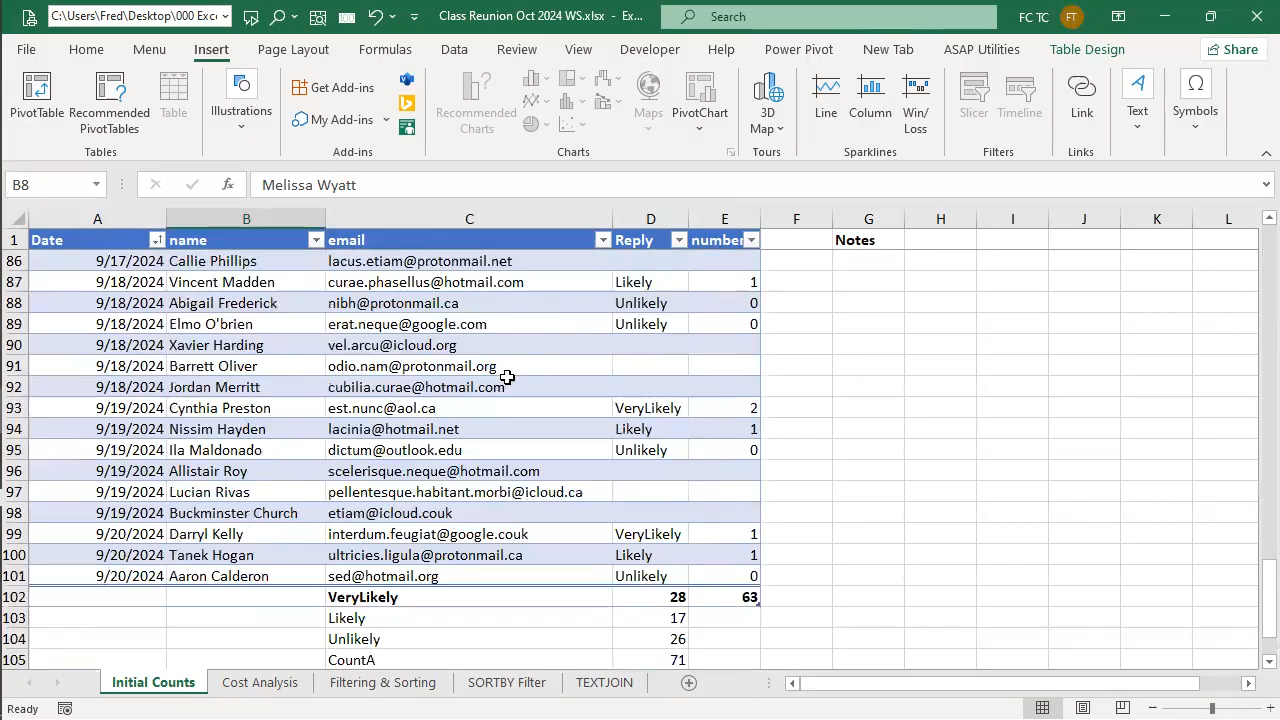 C:\Users\Fred\Desktop\000 Exce
Class Reunion Oct 2024 WS.xlsx - Exc...
Search
FC TC FT
File Home Menu Insert Page Layout Formulas Data Review View Developer Help Power Pivot New Tab ASAP Utilities Table Design Share
PivotTable
Recommended PivotTables
Table
Tables
Illustrations
Get Add-ins
My Add-ins
Add-ins
Recommended Charts
Maps
PivotChart
Charts
3D Map
Tours
Line
Column
Win/Loss
Sparklines
Slicer
Timeline
Filters
Link
Links
Text
Symbols
B8 fx Melissa Wyatt
A B C D E F G H I J K L
1 Date name email Reply number Notes
86 9/17/2024 Callie Phillips lacus.etiam@protonmail.net
87 9/18/2024 Vincent Madden curae.phasellus@hotmail.com Likely 1
88 9/18/2024 Abigail Frederick nibh@protonmail.ca Unlikely 0
89 9/18/2024 Elmo O'brien erat.neque@google.com Unlikely 0
90 9/18/2024 Xavier Harding vel.arcu@icloud.org
91 9/18/2024 Barrett Oliver odio.nam@protonmail.org
92 9/18/2024 Jordan Merritt cubilia.curae@hotmail.com
93 9/19/2024 Cynthia Preston est.nunc@aol.ca VeryLikely 2
94 9/19/2024 Nissim Hayden lacinia@hotmail.net Likely 1
95 9/19/2024 Ila Maldonado dictum@outlook.edu Unlikely 0
96 9/19/2024 Allistair Roy scelerisque.neque@hotmail.com
97 9/19/2024 Lucian Rivas pellentesque.habitant.morbi@icloud.ca
98 9/19/2024 Buckminster Church etiam@icloud.couk
99 9/20/2024 Darryl Kelly interdum.feugiat@google.couk VeryLikely 1
100 9/20/2024 Tanek Hogan ultricies.ligula@protonmail.ca Likely 1
101 9/20/2024 Aaron Calderon sed@hotmail.org Unlikely 0
102 VeryLikely 28 63
103 Likely 17
104 Unlikely 26
105 CountA 71
Initial Counts Cost Analysis Filtering & Sorting SORTBY Filter TEXTJOIN
Ready